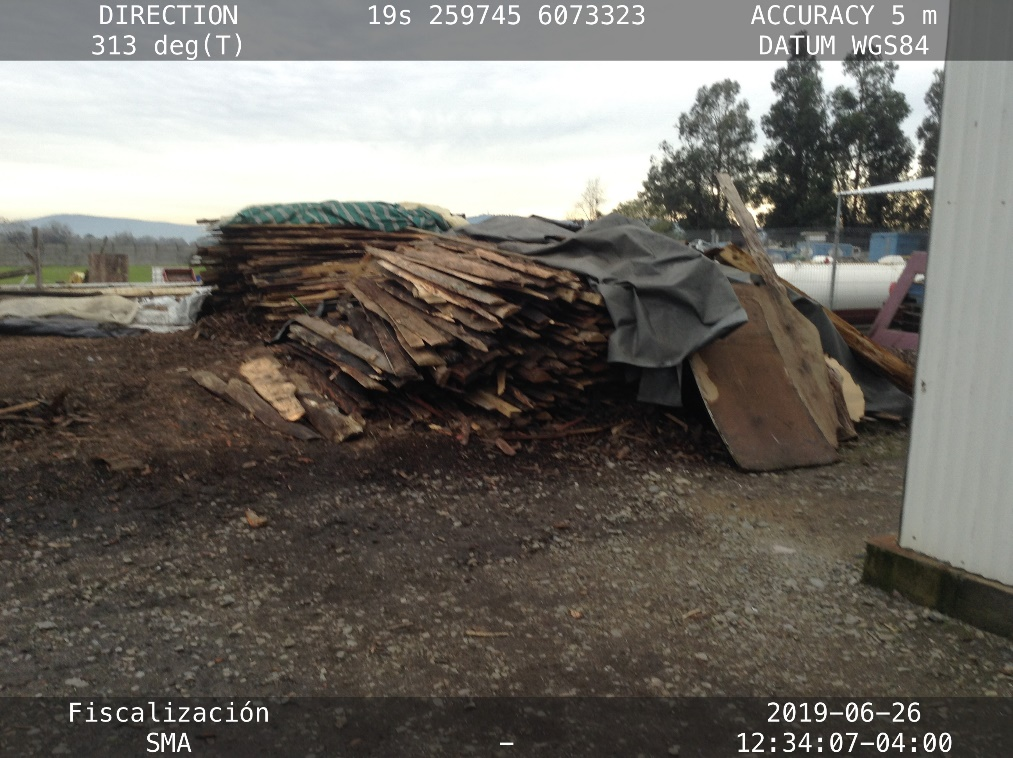 DIRECTION
313 deg(T)
19s 259745 6073323
ACCURACY 5 m
DATUM WGS84
Fiscalización
SMA
–
2019-06-26
12:34:07-04:00